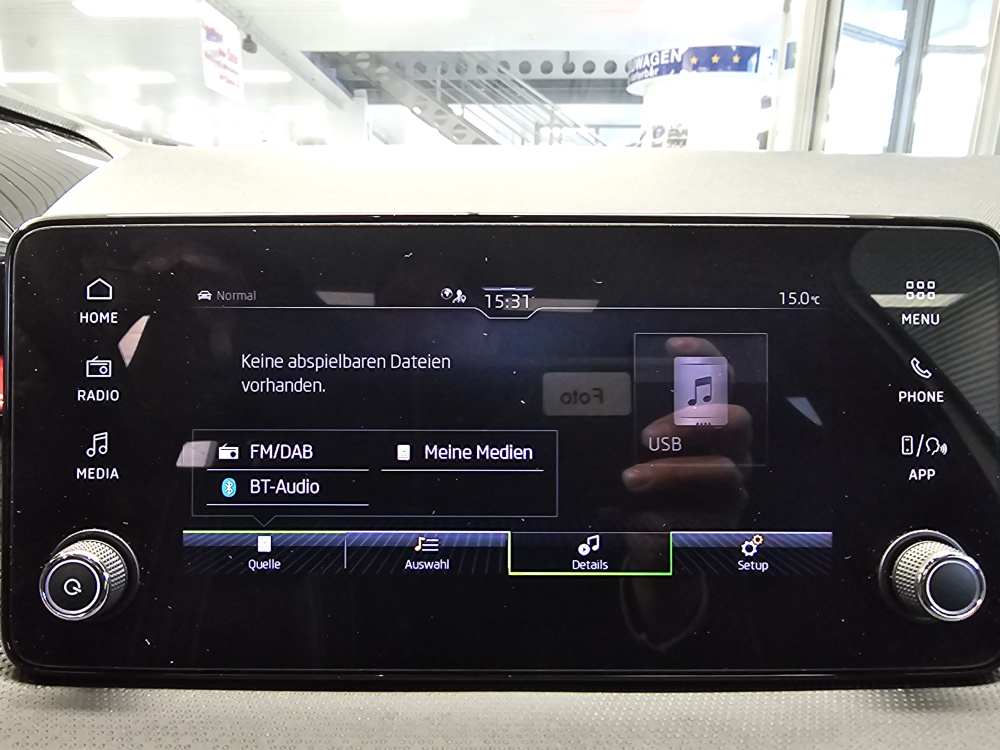 WAGEN
HOME
RADIO
MEDIA
Normal
15:31
15.0°C
Keine abspielbaren Dateien
vorhanden.
Foto
USB
FM/DAB
Meine Medien
BT-Audio
Quelle
Auswahl
Details
Setup
MENU
PHONE
APP